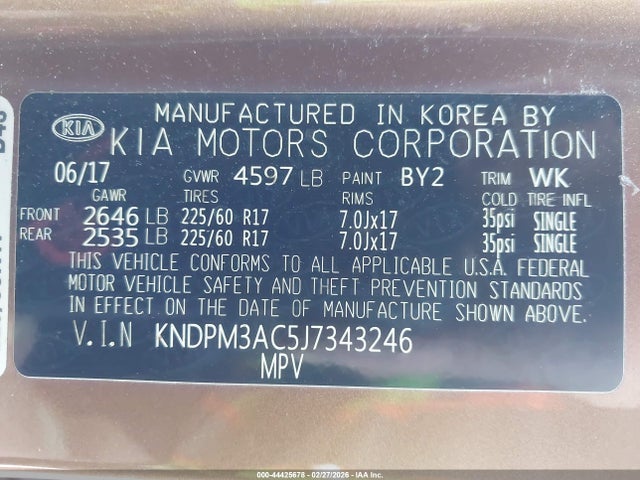 KIA
MANUFACTURED IN KOREA BY
KIA MOTORS CORPORATION
06/17 GVWR 4597 LB PAINT BY2 TRIM WK
GAWR TIRES RIMS COLD TIRE INFL
FRONT 2646 LB 225/60 R17 7.0Jx17 35psi SINGLE
REAR 2535 LB 225/60 R17 7.0Jx17 35psi SINGLE
THIS VEHICLE CONFORMS TO ALL APPLICABLE U.S.A. FEDERAL
MOTOR VEHICLE SAFETY AND THEFT PREVENTION STANDARDS
IN EFFECT ON THE DATE OF MANUFACTURE SHOWN ABOVE.
V.I.N KNDPM3AC5J7343246
MPV
© 44425678 - 02/27/2026 - IAA Inc.